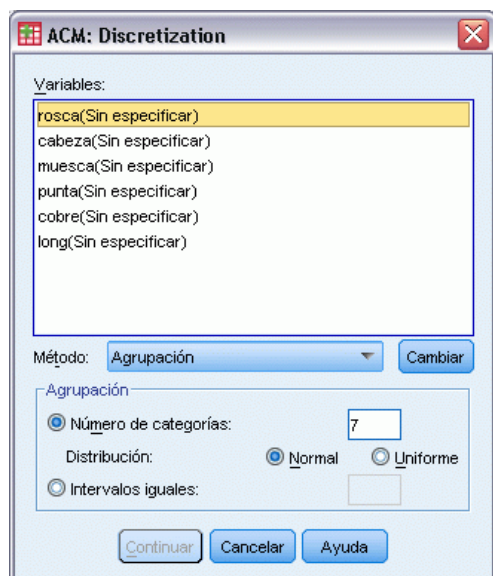 ACM: Discretization
Variables:
rosca(Sin especificar)
cabeza(Sin especificar)
muesca(Sin especificar)
punta(Sin especificar)
cobre(Sin especificar)
long(Sin especificar)
Método: Agrupación Cambiar
Agrupación
Número de categorías: 7
Distribución: Normal Uniforme
Intervalos iguales:
Continuar Cancelar Ayuda